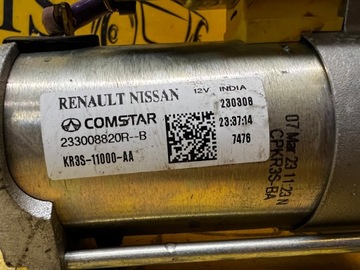 RENAULT NISSAN 12V INDIA
COMSTAR 230308
233008820R--B 23:37:14
KR3S-11000-AA 7476
07 Mar 23 11:23 N
CPKR3S-BA